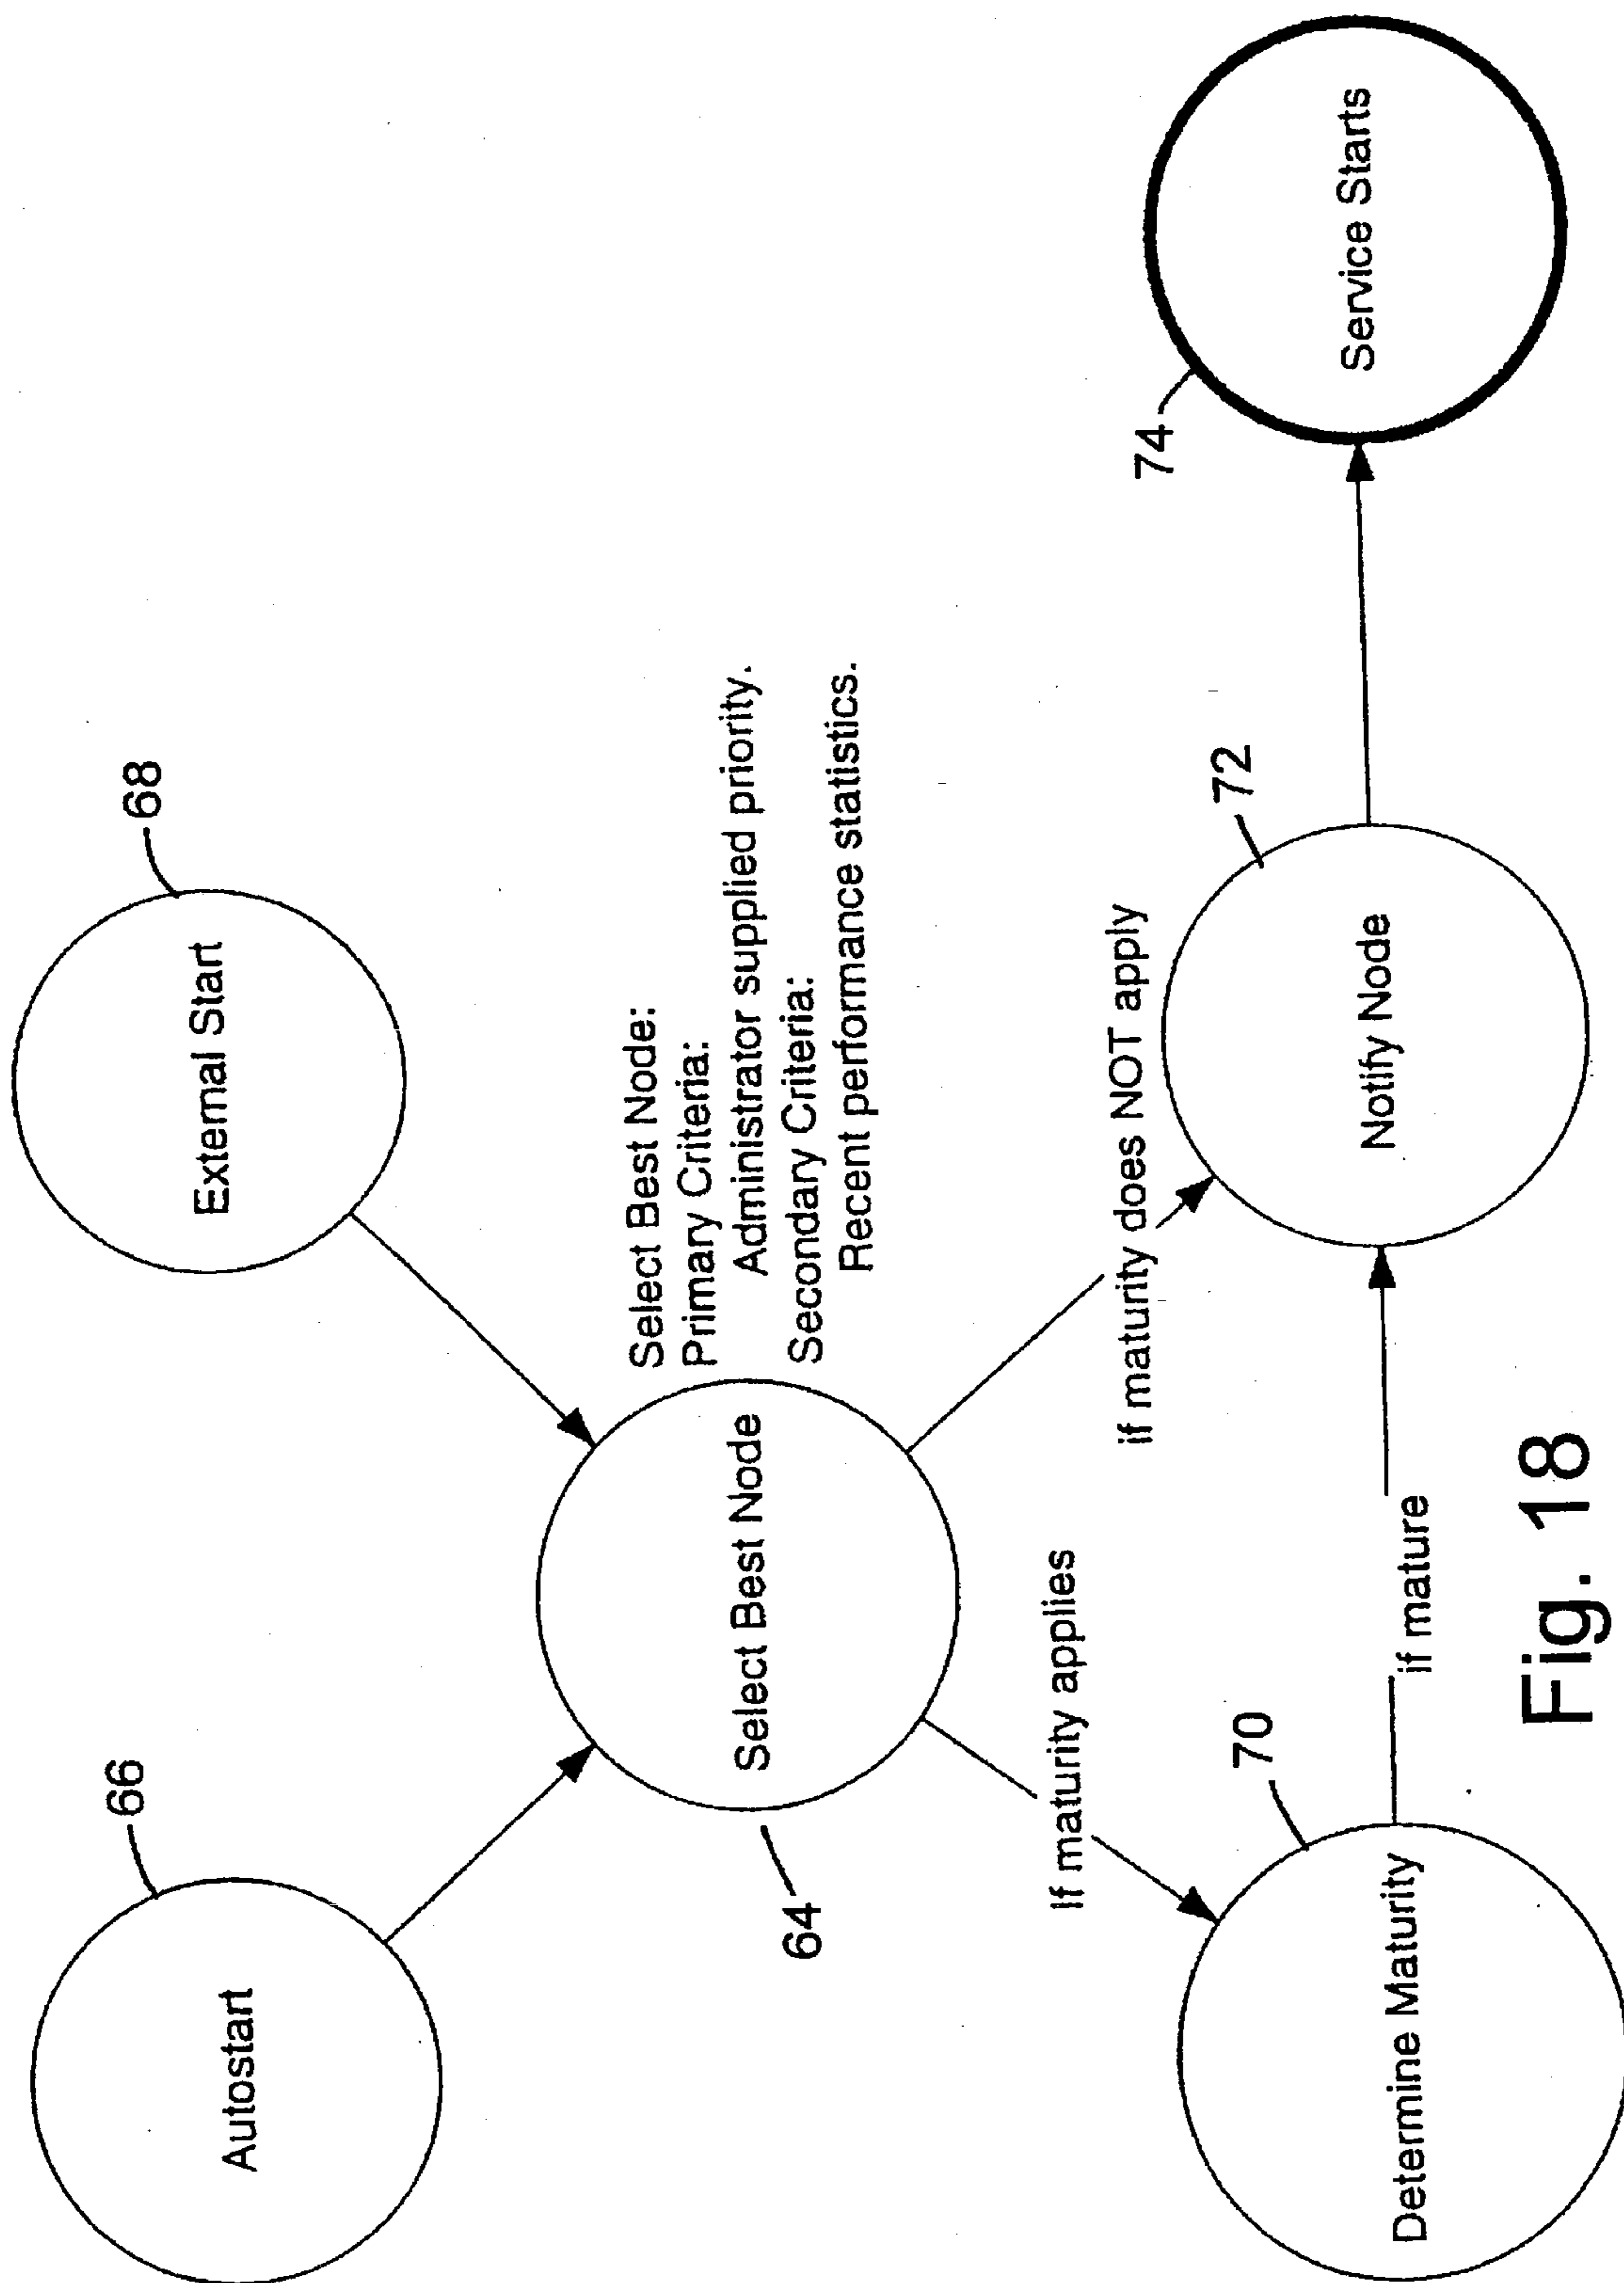 66
Autostart
68
External Start
Select Best Node
64
Select Best Node:
Primary Criteria:
Administrator supplied priority.
Secondary Criteria:
Recent performance statistics.
If maturity applies
if maturity does NOT apply
70
Determine Maturity
if mature
72
Notify Node
74
Service Starts
Fig. 18